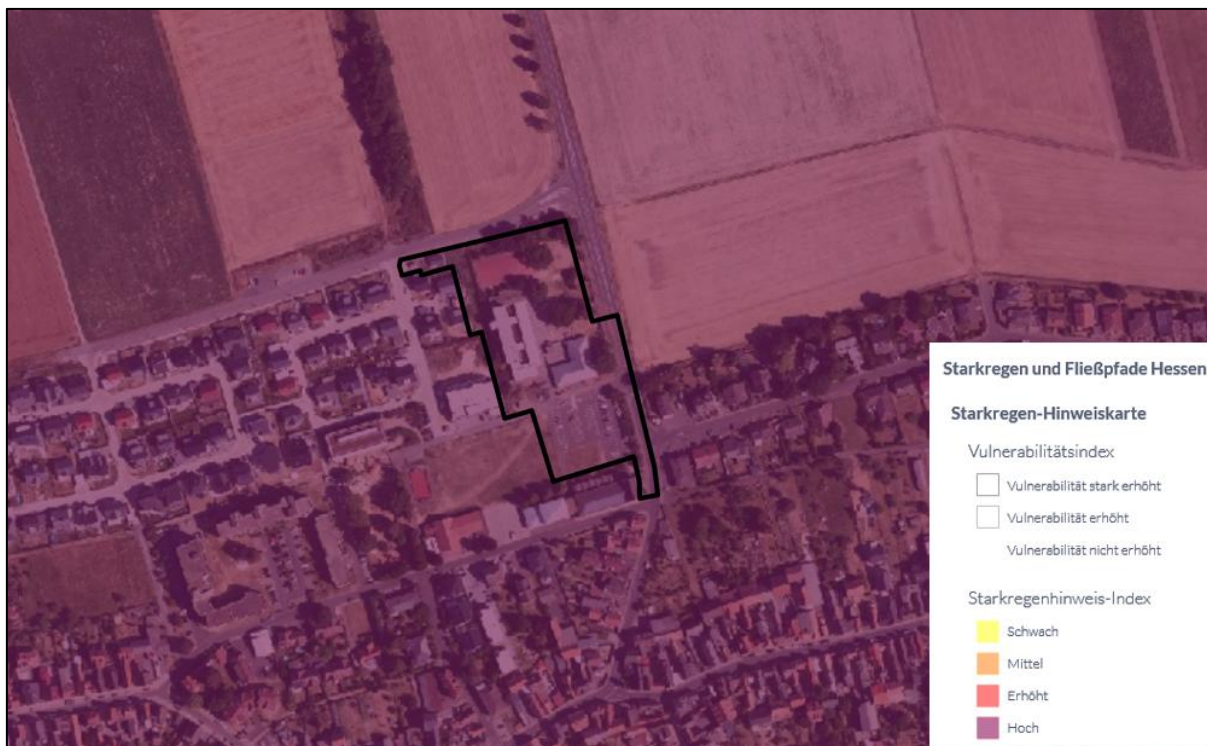 Starkregen und Fließpfade Hessen
Starkregen-Hinweiskarte
Vulnerabilitätsindex
Vulnerabilität stark erhöht
Vulnerabilität erhöht
Vulnerabilität nicht erhöht
Starkregenhinweis-Index
Schwach
Mittel
Erhöht
Hoch